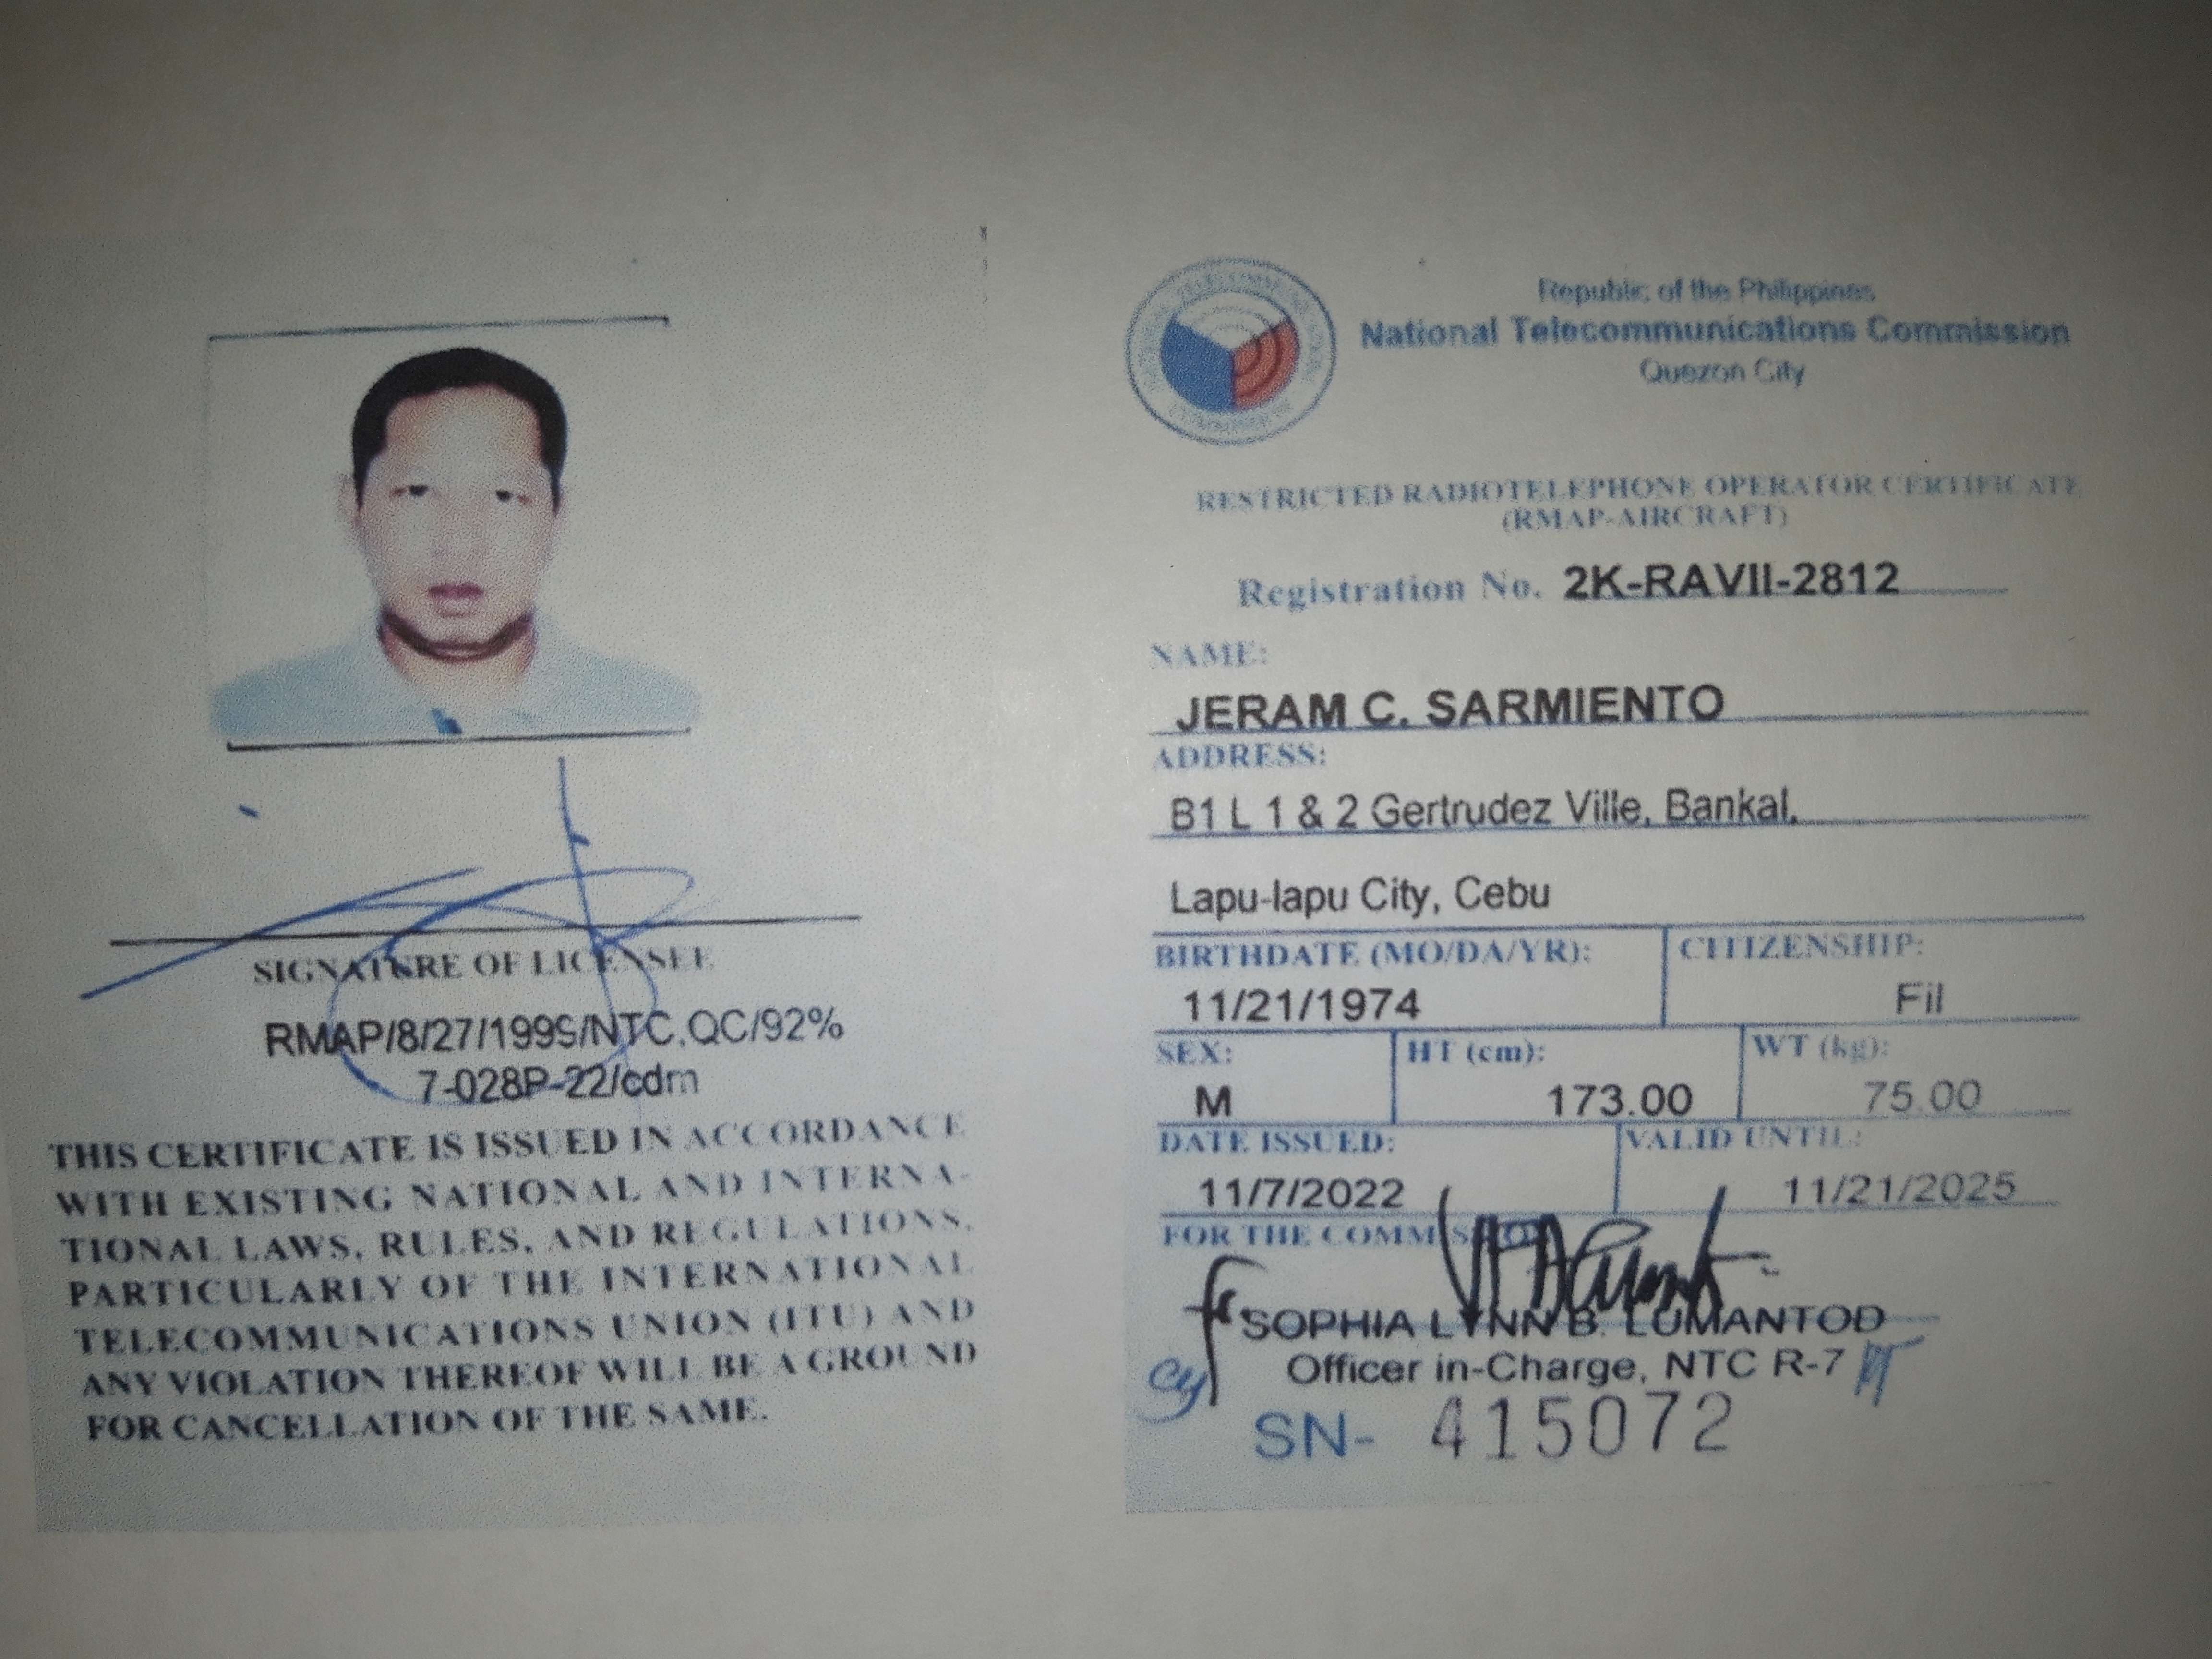 SIGNATURE OF LICENSEE
RMAP/8/27/1999/NTC.QC/92%
7-028P-22/cdm
THIS CERTIFICATE IS ISSUED IN ACCORDANCE
WITH EXISTING NATIONAL AND INTERNA-
TIONAL LAWS, RULES, AND REGULATIONS,
PARTICULARLY OF THE INTERNATIONAL
TELECOMMUNICATIONS UNION (ITU) AND
ANY VIOLATION THEREOF WILL BE A GROUND
FOR CANCELLATION OF THE SAME.
Republic of the Philippines
National Telecommunications Commission
Quezon City
RESTRICTED RADIOTELEPHONE OPERATOR CERTIFICATE
(RMAP-AIRCRAFT)
Registration No. 2K-RAVII-2812
NAME:
JERAM C. SARMIENTO
ADDRESS:
B1 L 1 & 2 Gertrudez Ville, Bankal,
Lapu-lapu City, Cebu
BIRTHDATE (MO/DA/YR): CITIZENSHIP:
11/21/1974 Fil
SEX: HT (cm): WT (kg):
M 173.00 75.00
DATE ISSUED: VALID UNTIL:
11/7/2022 11/21/2025
FOR THE COMMISSION
SOPHIA LYNN B. LUMANTOD
Officer in-Charge, NTC R-7
SN- 415072